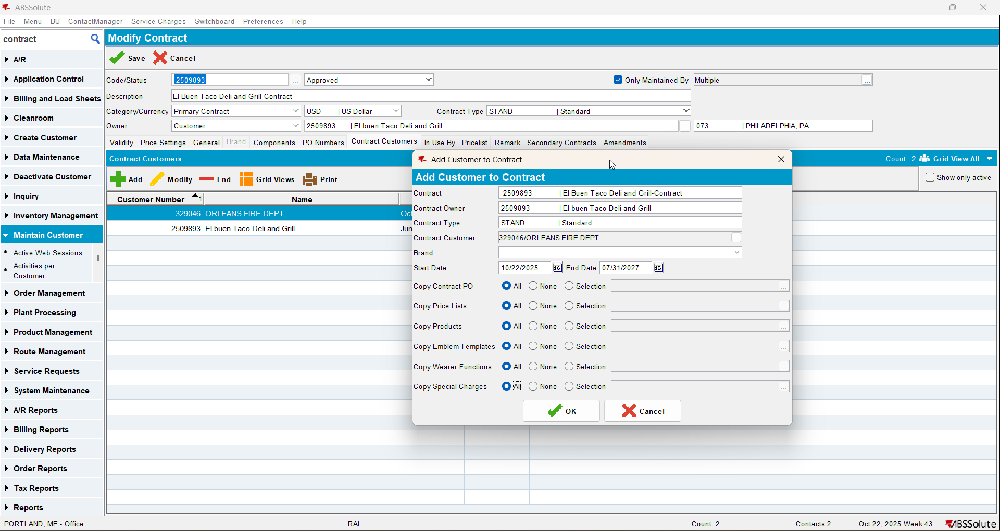 ABSSolute
File Menu BU ContactManager Service Charges Switchboard Preferences Help
contract
Modify Contract
Save Cancel
A/R
Application Control
Billing and Load Sheets
Cleanroom
Create Customer
Data Maintenance
Deactivate Customer
Inquiry
Inventory Management
Maintain Customer
Active Web Sessions
Activities per
Customer
Order Management
Plant Processing
Product Management
Route Management
Service Requests
System Maintenance
A/R Reports
Billing Reports
Delivery Reports
Order Reports
Tax Reports
Reports
Code/Status 2509893 ... Approved Only Maintained By Multiple ...
Description El Buen Taco Deli and Grill-Contract
Category/Currency Primary Contract USD | US Dollar Contract Type STAND | Standard
Owner Customer 2509893 | El buen Taco Deli and Grill ... 073 | PHILADELPHIA, PA
Validity Price Settings General Brand Components PO Numbers Contract Customers In Use By Pricelist Remark Secondary Contracts Amendments
Contract Customers Count : 2 Grid View All
Add Modify End Grid Views Print Show only active
Customer Number 1 Name
329046 ORLEANS FIRE DEPT. Oct
2509893 El buen Taco Deli and Grill Jun
Add Customer to Contract
Add Customer to Contract
Contract 2509893 | El Buen Taco Deli and Grill-Contract
Contract Owner 2509893 | El buen Taco Deli and Grill
Contract Type STAND | Standard
Contract Customer 329046/ORLEANS FIRE DEPT. ...
Brand
Start Date 10/22/2025 16 End Date 07/31/2027 16
Copy Contract PO All None Selection ...
Copy Price Lists All None Selection ...
Copy Products All None Selection ...
Copy Emblem Templates All None Selection ...
Copy Wearer Functions All None Selection ...
Copy Special Charges All None Selection ...
OK Cancel
PORTLAND, ME - Office RAL Count: 2 Contacts 2 Oct 22, 2025 Week 43 ABSSolute